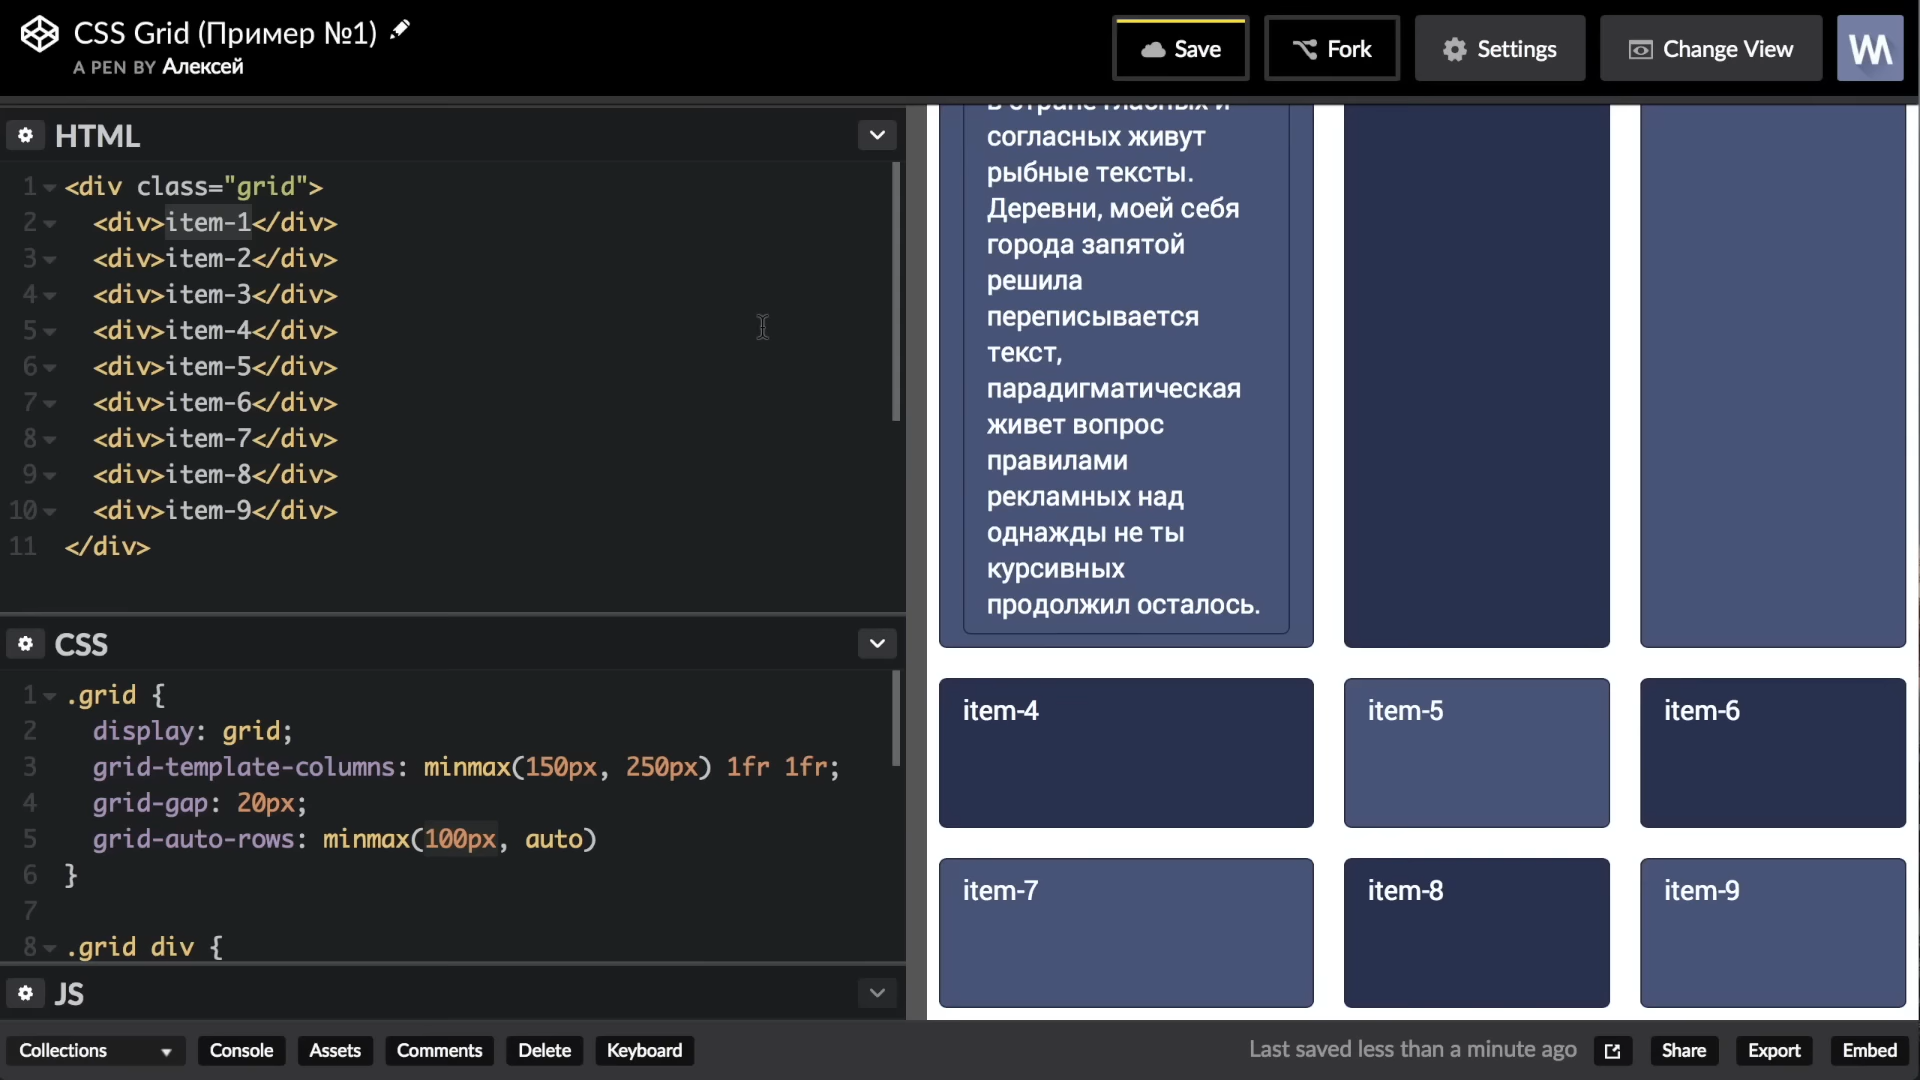 CSS Grid (Пример №1)
A PEN BY Алексей
Save
Fork
Settings
Change View
HTML
1 <div class="grid">
2 <div>item-1</div>
3 <div>item-2</div>
4 <div>item-3</div>
5 <div>item-4</div>
6 <div>item-5</div>
7 <div>item-6</div>
8 <div>item-7</div>
9 <div>item-8</div>
10 <div>item-9</div>
11 </div>
CSS
1 .grid {
2 display: grid;
3 grid-template-columns: minmax(150px, 250px) 1fr 1fr;
4 grid-gap: 20px;
5 grid-auto-rows: minmax(100px, auto)
6 }
7
8 .grid div {
JS
в стране гласных и
согласных живут
рыбные тексты.
Деревни, моей себя
города запятой
решила
переписывается
текст,
парадигматическая
живет вопрос
правилами
рекламных над
однажды не ты
курсивных
продолжил осталось.
item-4
item-5
item-6
item-7
item-8
item-9
Collections
Console
Assets
Comments
Delete
Keyboard
Last saved less than a minute ago
Share
Export
Embed